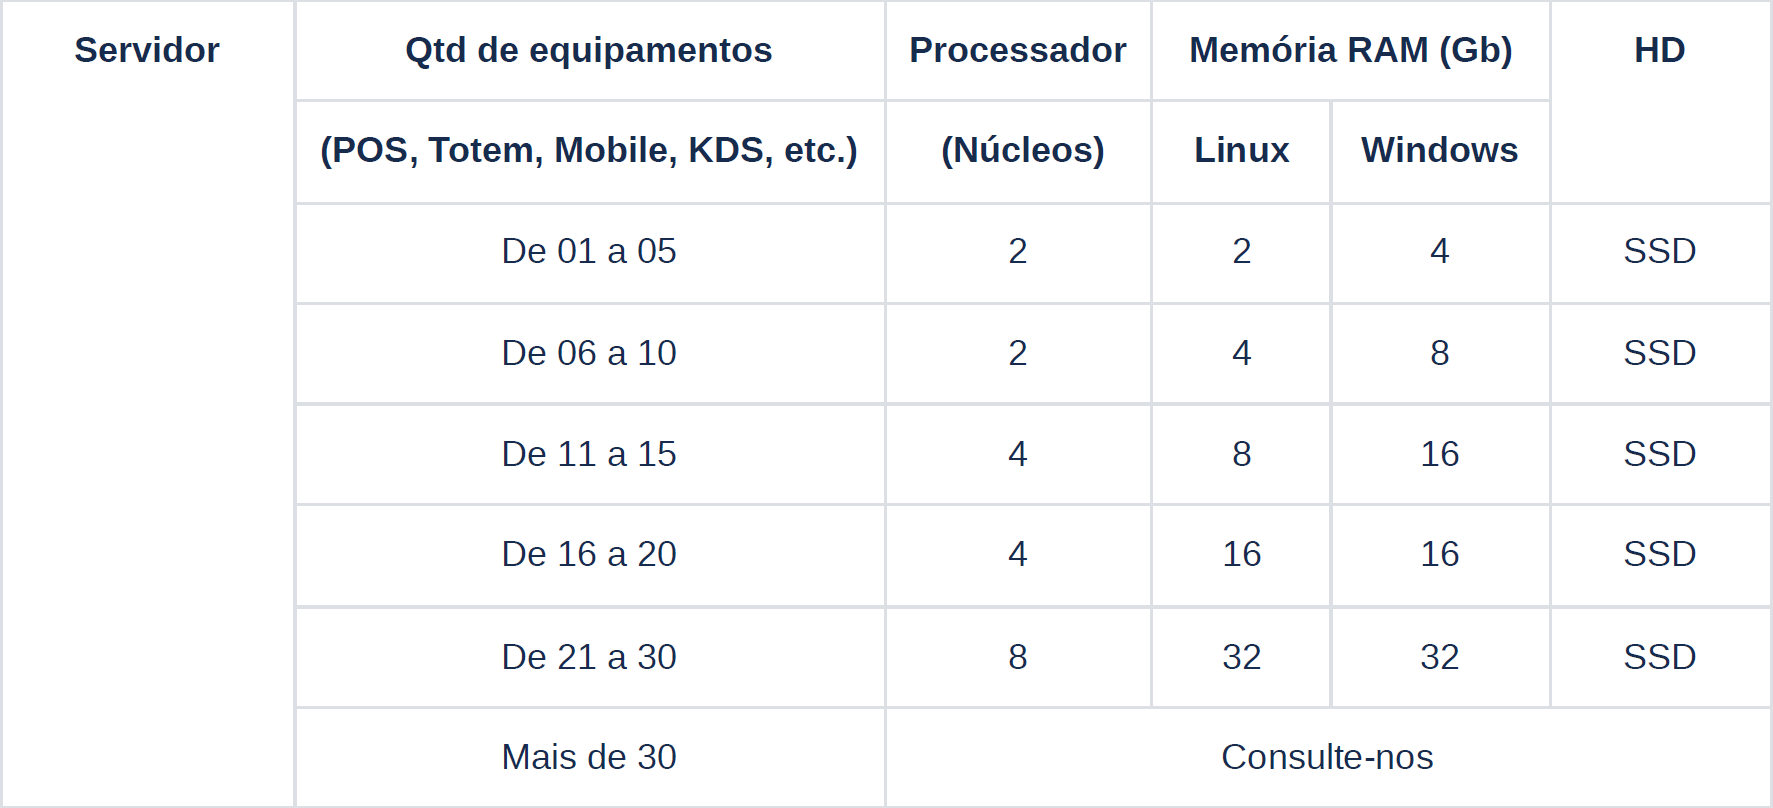 Servidor Qtd de equipamentos Processador Memória RAM (Gb) HD
(POS, Totem, Mobile, KDS, etc.) (Núcleos) Linux Windows
De 01 a 05 2 2 4 SSD
De 06 a 10 2 4 8 SSD
De 11 a 15 4 8 16 SSD
De 16 a 20 4 16 16 SSD
De 21 a 30 8 32 32 SSD
Mais de 30 Consulte-nos